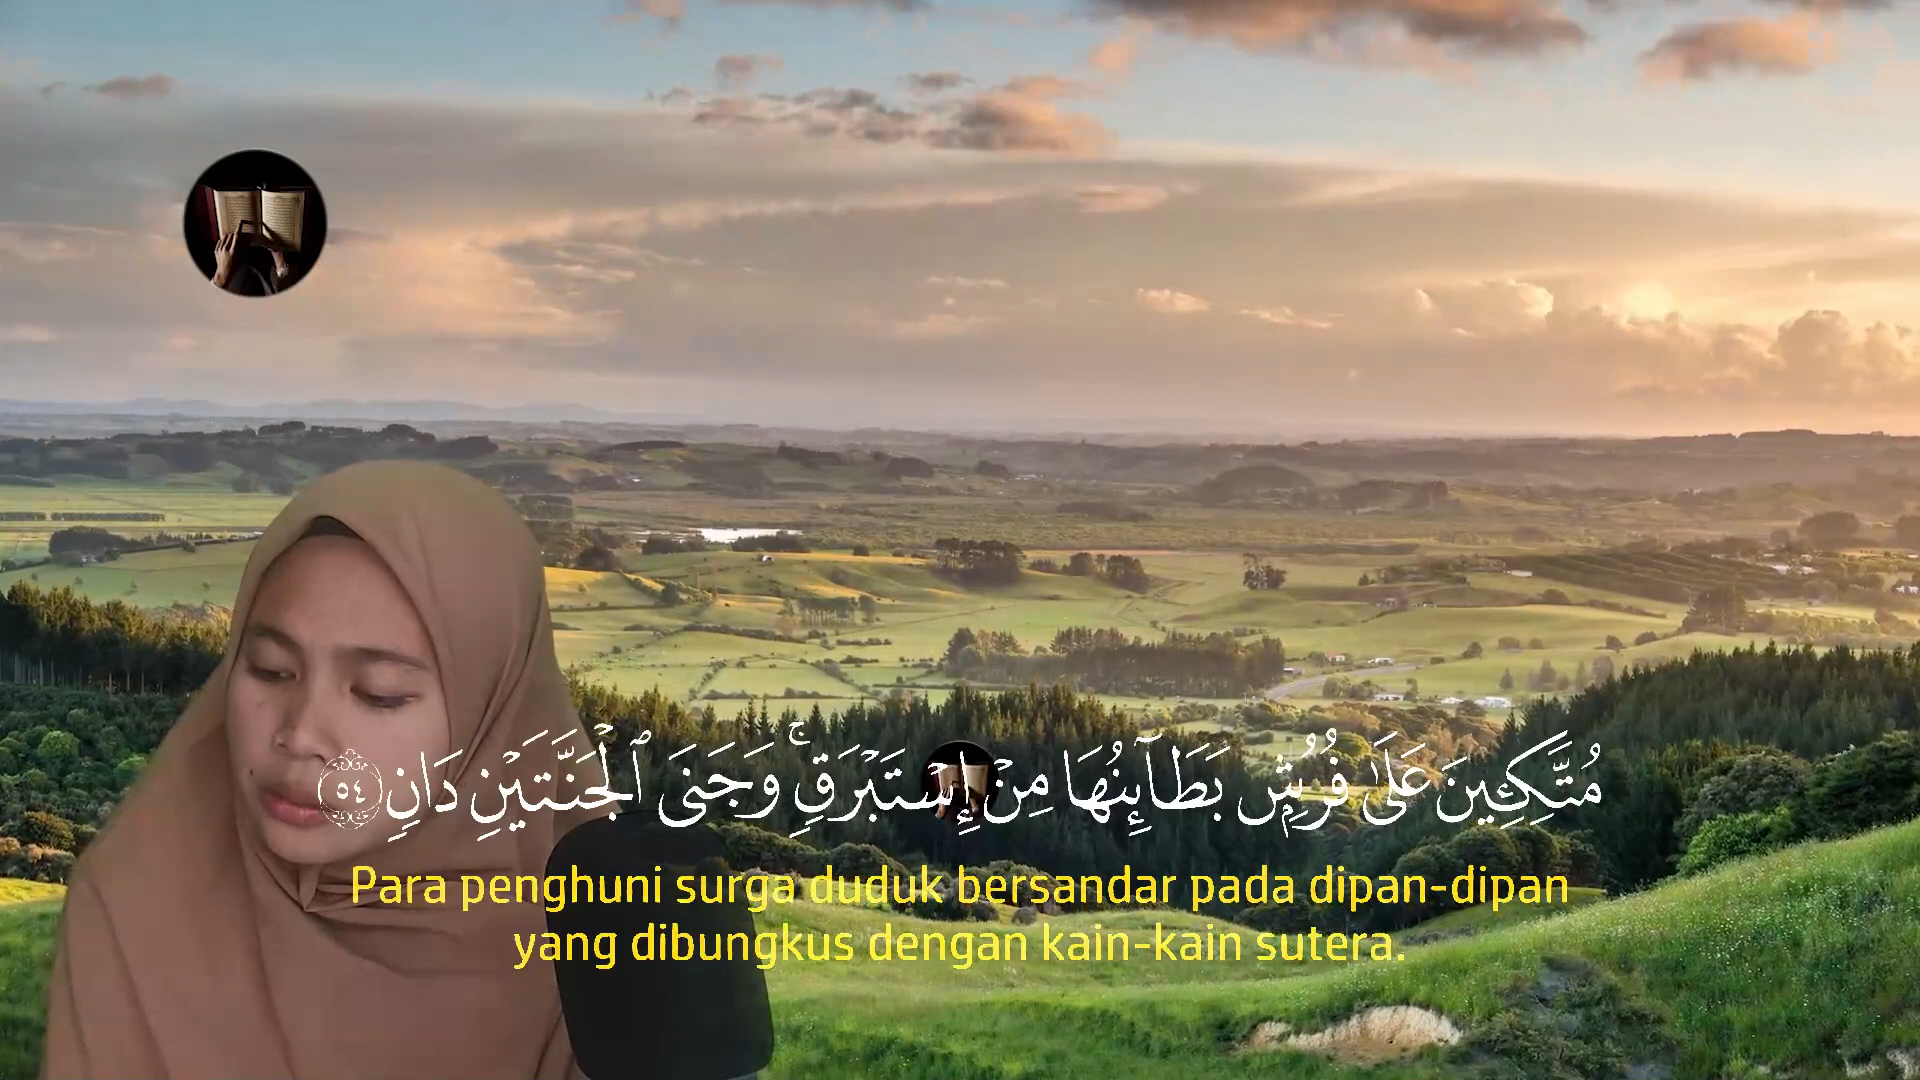 مُتَّكِـِٔينَ عَلَىٰ فُرُشٍۭ بَطَآئِنُهَا مِنْ إِسْتَبْرَقٍۚ وَجَنَى ٱلْجَنَّتَيْنِ دَانٍ ٥٤
Para penghuni surga duduk bersandar pada dipan-dipan
yang dibungkus dengan kain-kain sutera.